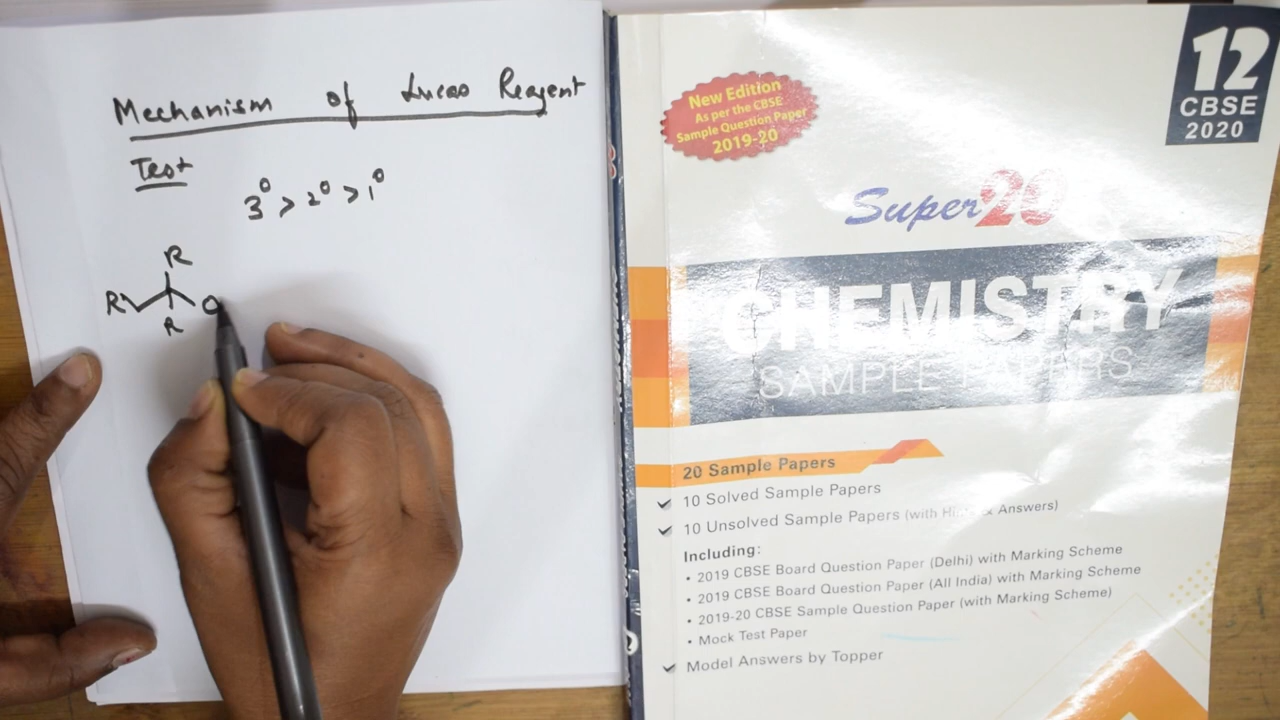 Mechanism of Lucas Reagent
Test
3° > 2° > 1°
R
R
R
O
New Edition
As per the CBSE
Sample Question Paper
2019-20
12
CBSE
2020
Super20
CHEMISTRY
SAMPLE PAPERS
20 Sample Papers
10 Solved Sample Papers
10 Unsolved Sample Papers (with Hints & Answers)
Including:
• 2019 CBSE Board Question Paper (Delhi) with Marking Scheme
• 2019 CBSE Board Question Paper (All India) with Marking Scheme
• 2019-20 CBSE Sample Question Paper (with Marking Scheme)
• Mock Test Paper
Model Answers by Topper